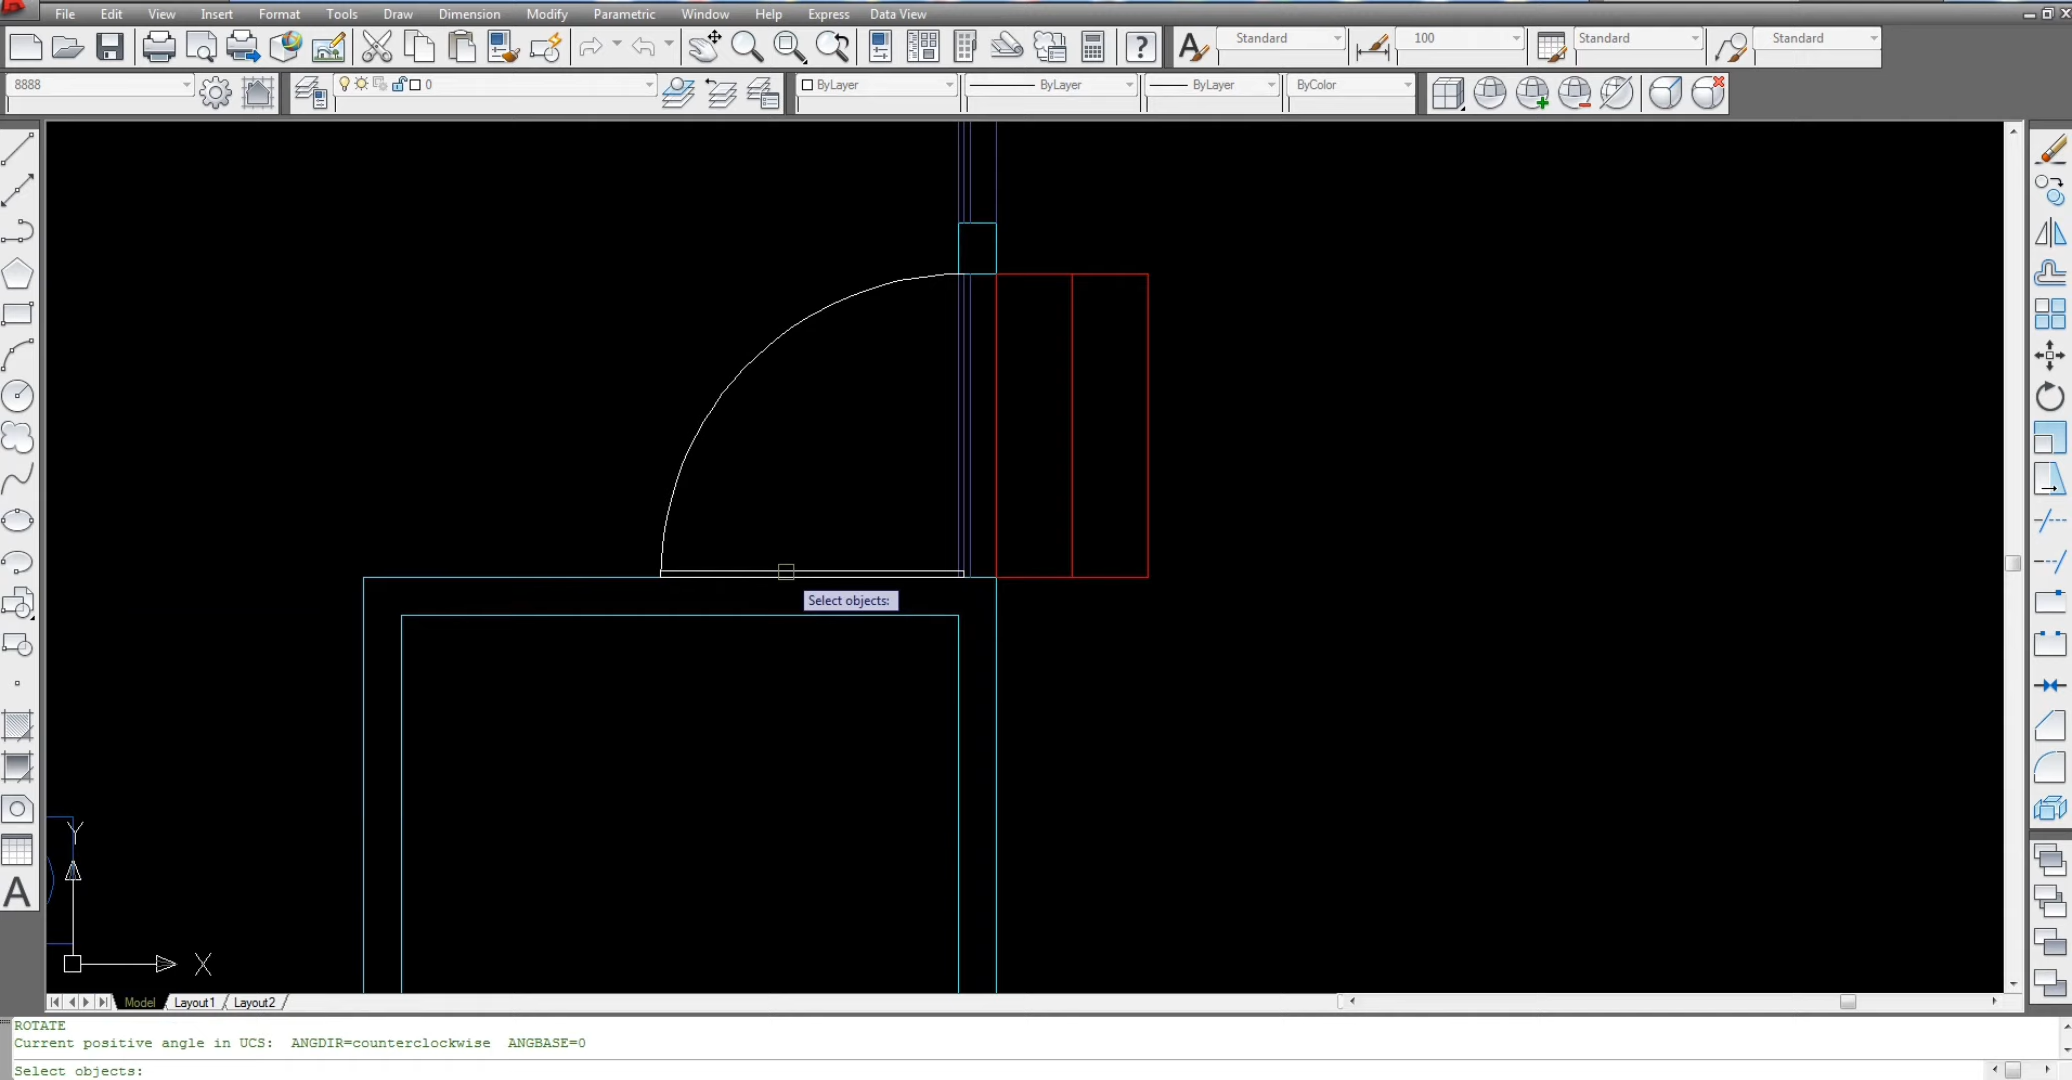 File Edit View Insert Format Tools Draw Dimension Modify Parametric Window Help Express Data View
Standard 100 Standard Standard
8888 0 ByLayer ByLayer ByLayer ByColor
Select objects:
Y
X
Model Layout1 Layout2
ROTATE
Current positive angle in UCS: ANGDIR=counterclockwise ANGBASE=0
Select objects: